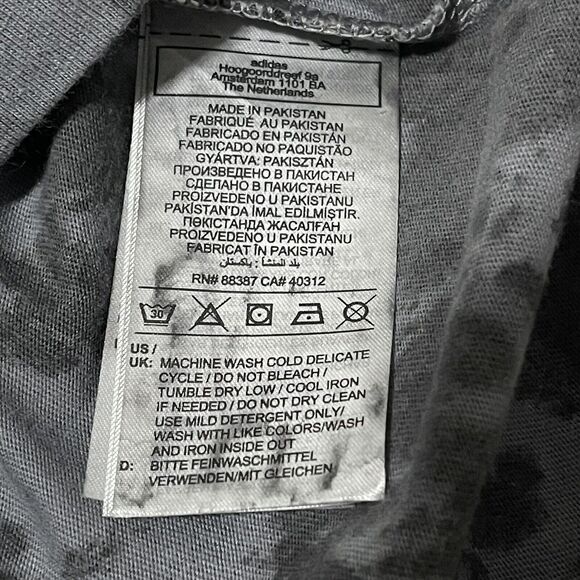 adidas
Hoogoorddreef 9a
Amsterdam 1101 BA
The Netherlands
MADE IN PAKISTAN
FABRIQUÉ AU PAKISTAN
FABRICADO EN PAKISTÁN
FABRICADO NO PAQUISTÃO
GYÁRTVA: PAKISZTÁN
ПРОИЗВЕДЕНО В ПАКИСТАН
СДЕЛАНО В ПАКИСТАНЕ
PROIZVEDENO U PAKISTANU
PAKİSTAN'DA İMAL EDİLMİŞTİR.
ПӘКІСТАНДА ЖАСАЛҒАН
PROIZVEDENO U PAKISTANU
FABRICAT ÎN PAKISTAN
بلد المنشأ : باكستان
RN# 88387 CA# 40312
30
US /
UK: MACHINE WASH COLD DELICATE
CYCLE / DO NOT BLEACH /
TUMBLE DRY LOW / COOL IRON
IF NEEDED / DO NOT DRY CLEAN
USE MILD DETERGENT ONLY/
WASH WITH LIKE COLORS/WASH
AND IRON INSIDE OUT
D: BITTE FEINWASCHMITTEL
VERWENDEN/MIT GLEICHEN